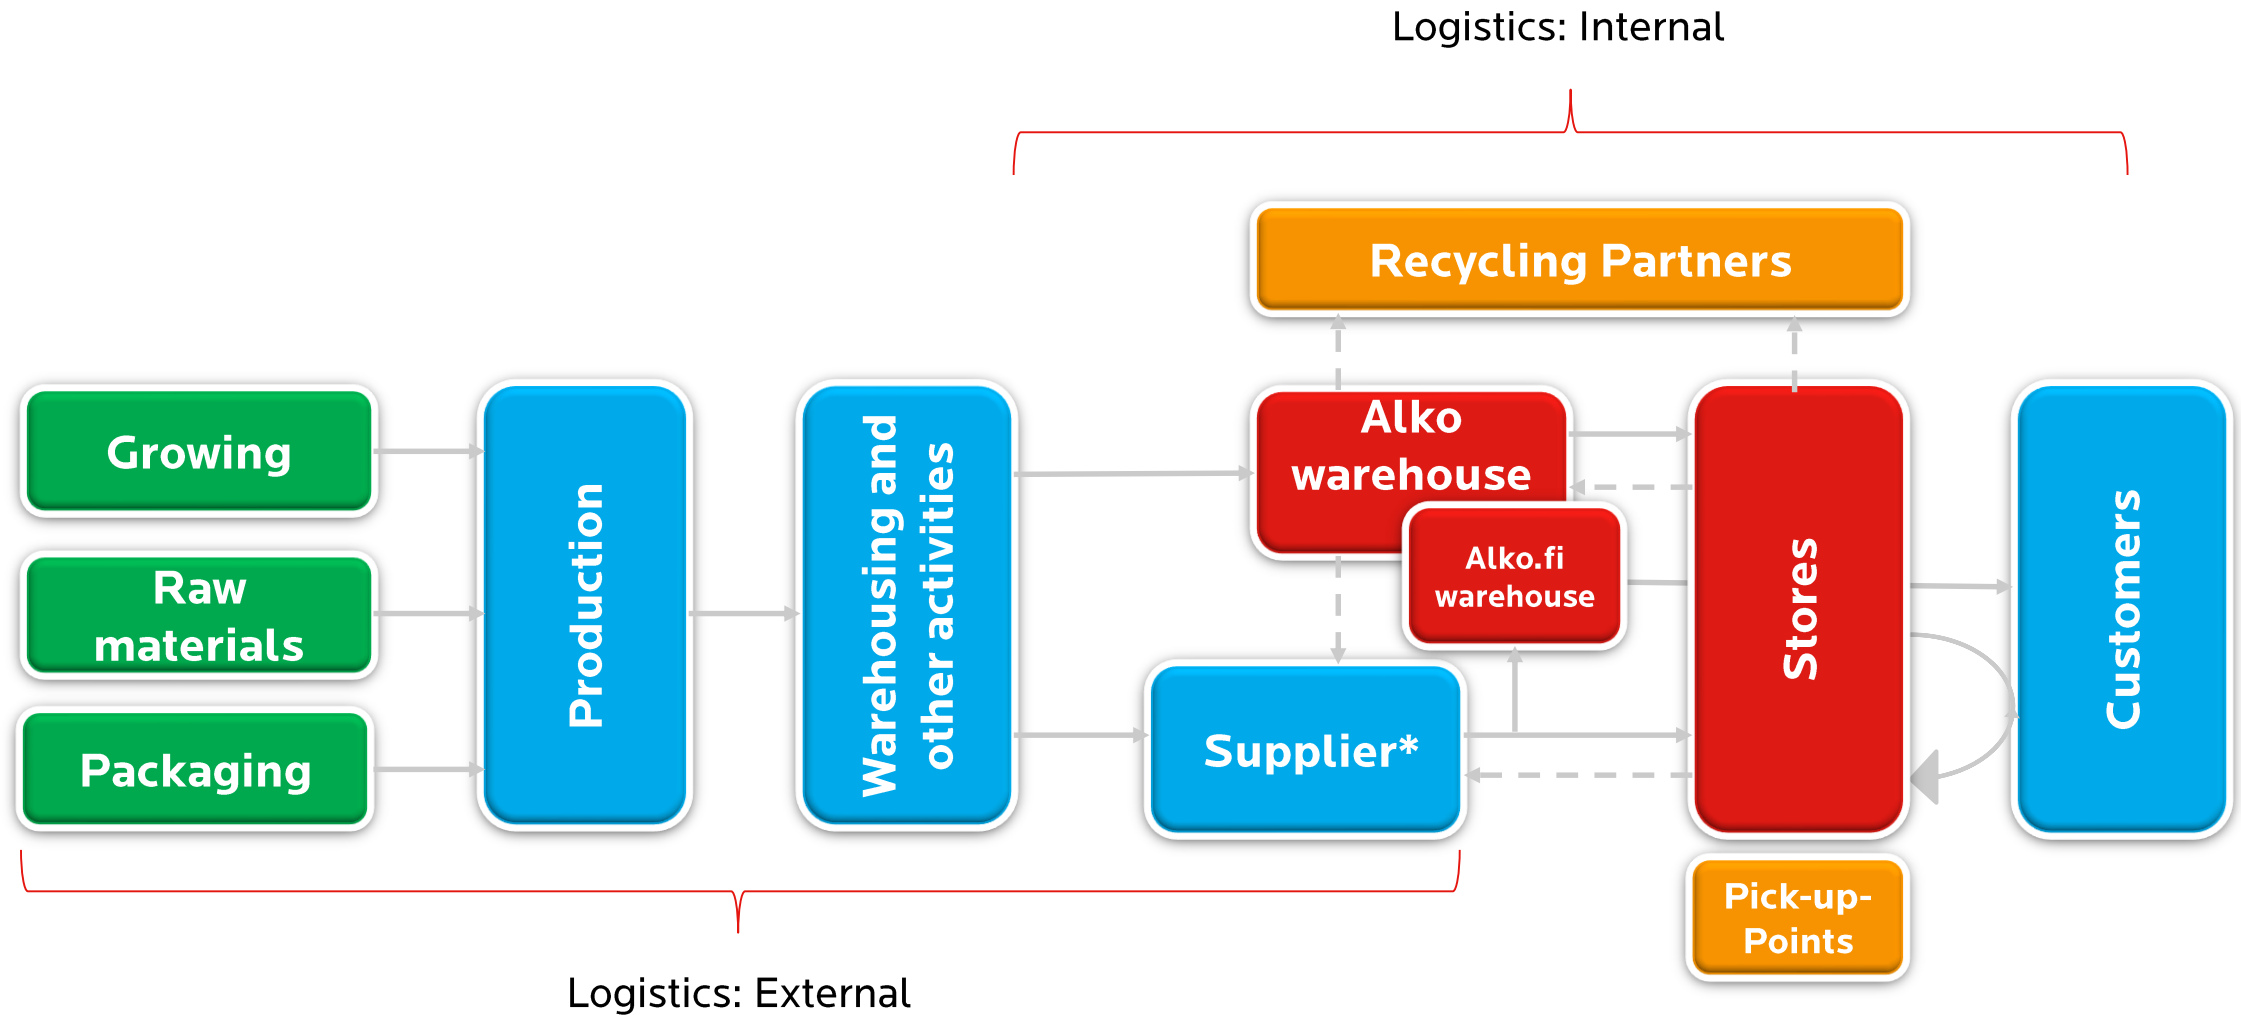 Logistics: Internal
Recycling Partners
Growing
Raw
materials
Packaging
Production
Warehousing and
other activities
Alko
warehouse
Alko.fi
warehouse
Supplier*
Stores
Customers
Pick-up-
Points
Logistics: External